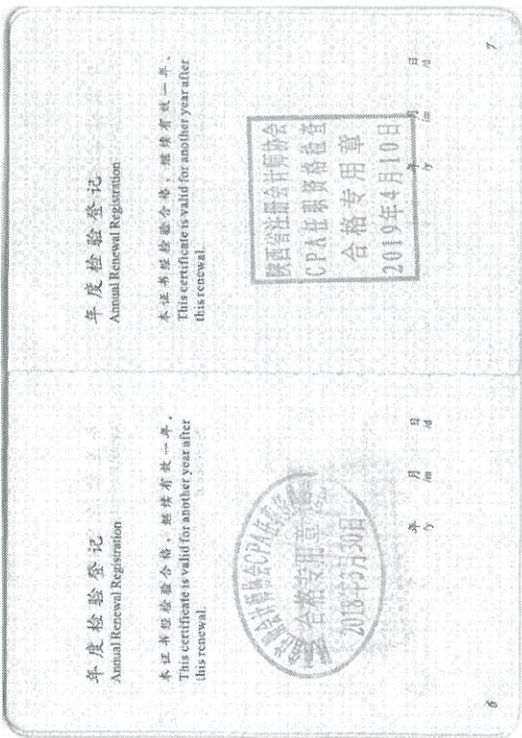 年度检验登记
Annual Renewal Registration
本证书经检验合格，继续有效一年。
This certificate is valid for another year after
this renewal.
合格专用章
2018年3月30日
年 月 日
/y /m /d
6
年度检验登记
Annual Renewal Registration
本证书经检验合格，继续有效一年。
This certificate is valid for another year after
this renewal.
陕西省注册会计师协会
CPA任职资格检查
合格专用章
2019年4月10日
年 月 日
/y /m /d
7